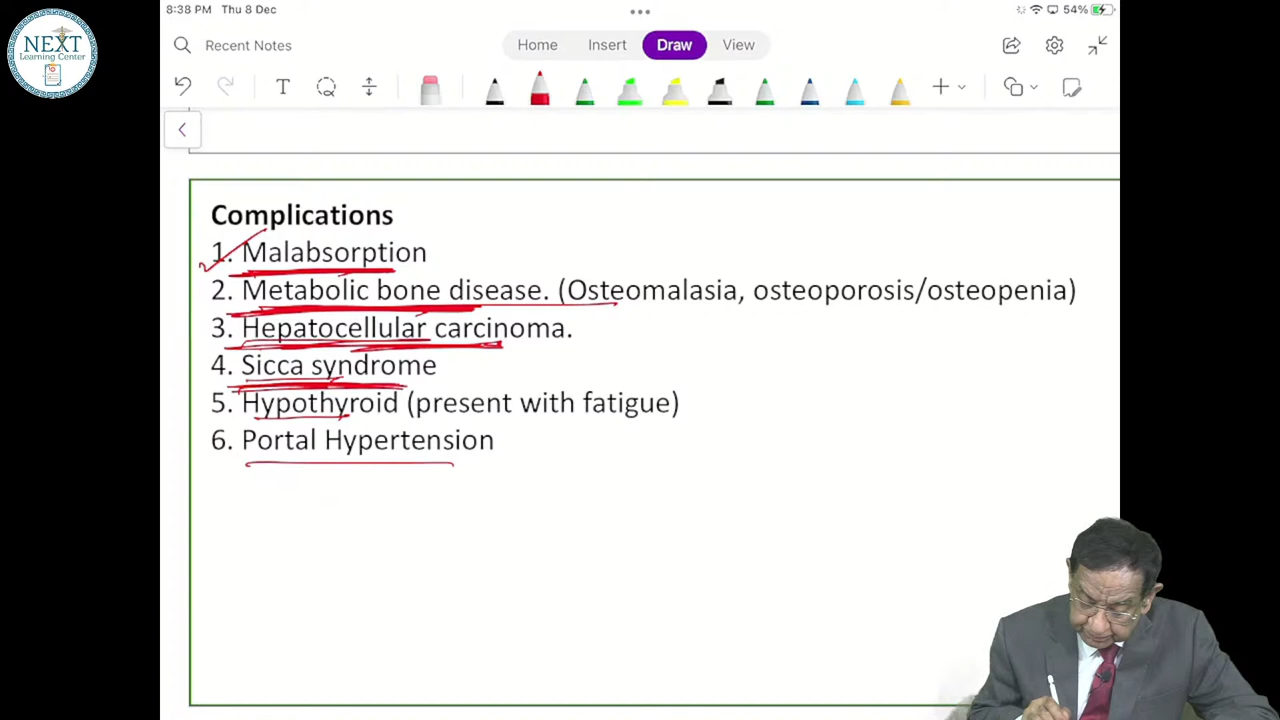 8:38 PM Thu 8 Dec
54%
NEXT
Learning Center
Recent Notes
Home Insert Draw View
T
Complications
1. Malabsorption
2. Metabolic bone disease. (Osteomalasia, osteoporosis/osteopenia)
3. Hepatocellular carcinoma.
4. Sicca syndrome
5. Hypothyroid (present with fatigue)
6. Portal Hypertension